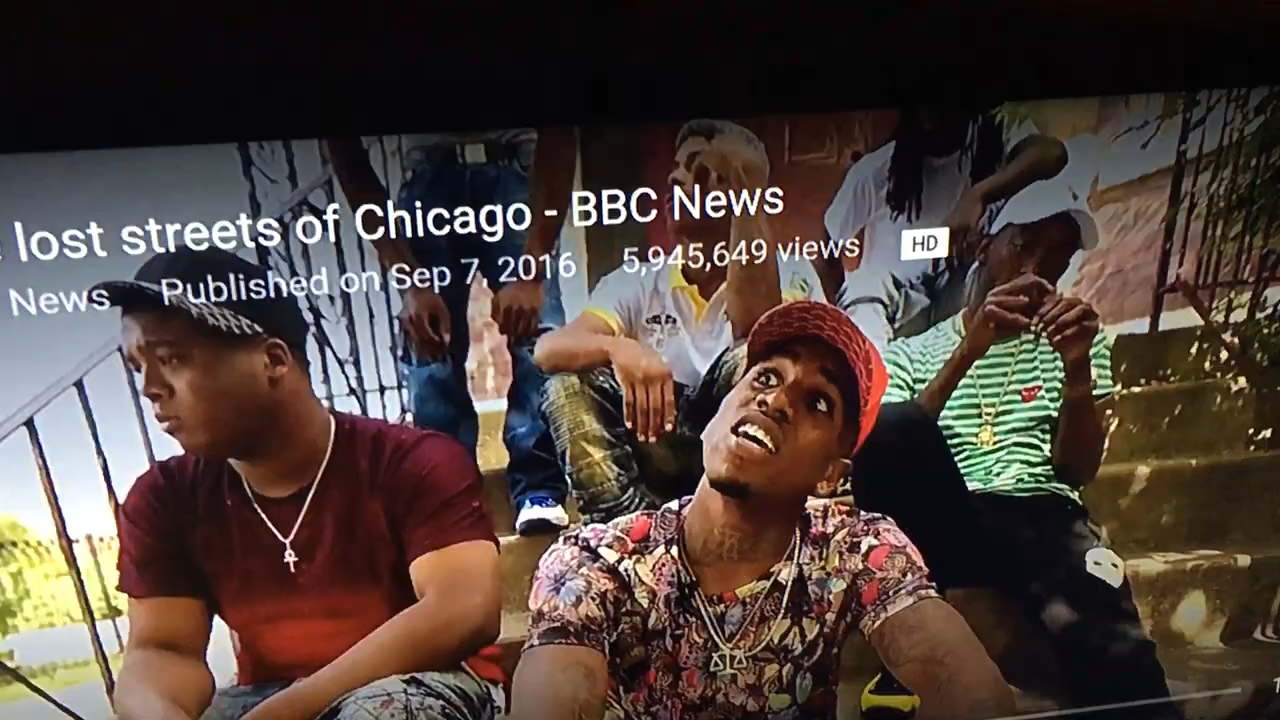 lost streets of Chicago - BBC News
News Published on Sep 7, 2016 5,945,649 views HD